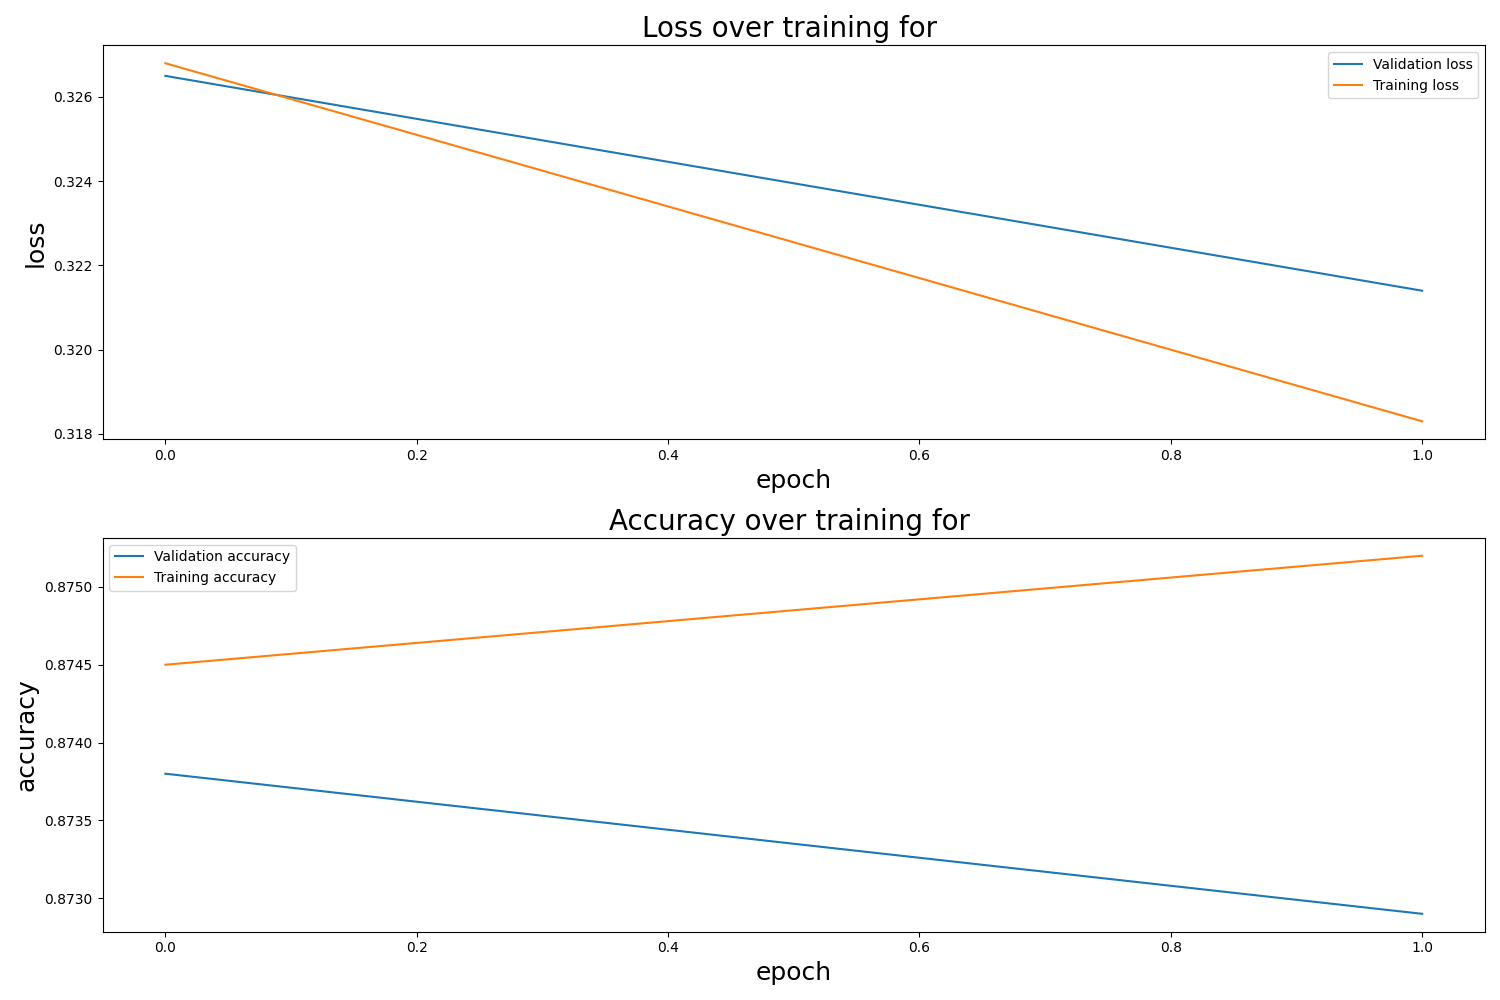 Loss over training for
Validation loss
Training loss
0.326
0.324
0.322
0.320
0.318
loss
0.0 0.2 0.4 0.6 0.8 1.0
epoch
Accuracy over training for
Validation accuracy
Training accuracy
0.8750
0.8745
0.8740
0.8735
0.8730
accuracy
0.0 0.2 0.4 0.6 0.8 1.0
epoch